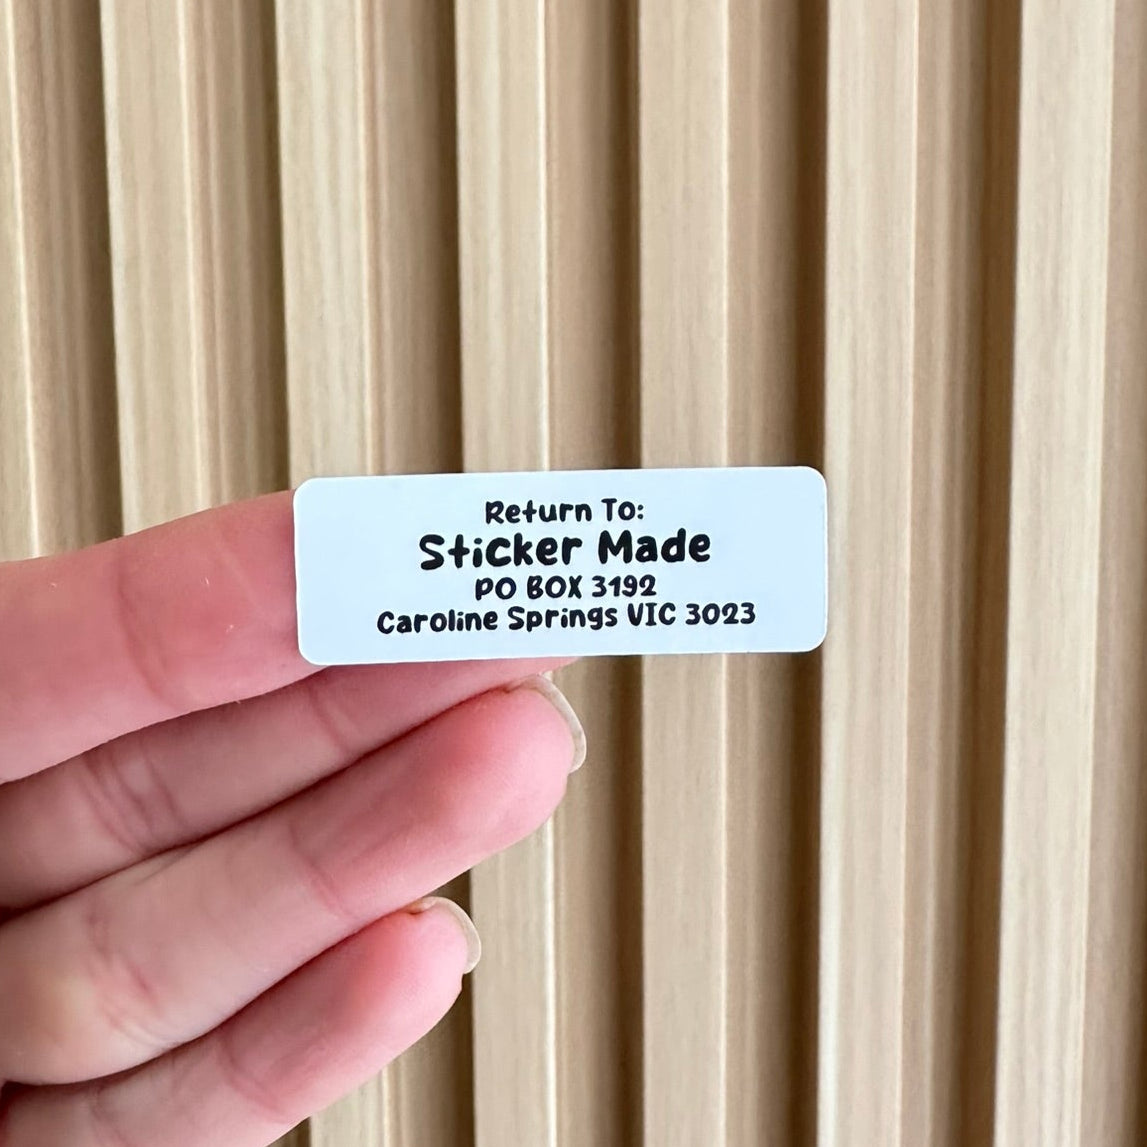 Return To:
Sticker Made
PO BOX 3192
Caroline Springs VIC 3023